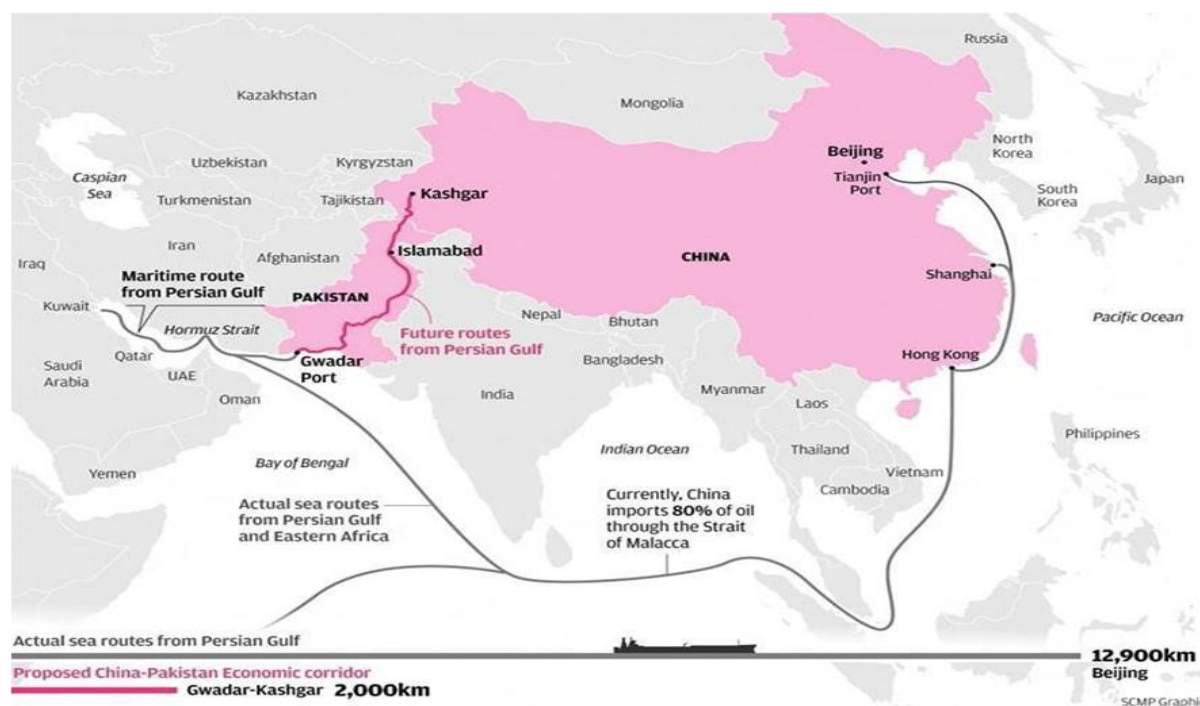 Russia
Kazakhstan
Mongolia
North
Korea
Beijing
Uzbekistan
Kyrgyzstan
Caspian
Sea
Tianjin
Port
Japan
South
Korea
Turkmenistan
Tajikistan
Kashgar
Iran
Islamabad
Iraq
Afghanistan
CHINA
Maritime route
from Persian Gulf
Shanghai
PAKISTAN
Kuwait
Nepal
Bhutan
Pacific Ocean
Hormuz Strait
Future routes
from Persian Gulf
Qatar
Gwadar
Port
Bangladesh
Hong Kong
Saudi
Arabia
UAE
India
Myanmar
Oman
Laos
Philippines
Bay of Bengal
Indian Ocean
Thailand
Yemen
Vietnam
Cambodia
Actual sea routes
from Persian Gulf
and Eastern Africa
Currently, China
imports 80% of oil
through the Strait
of Malacca
Actual sea routes from Persian Gulf
12,900km
Beijing
Proposed China-Pakistan Economic corridor
Gwadar-Kashgar 2,000km
SCMP Graphi